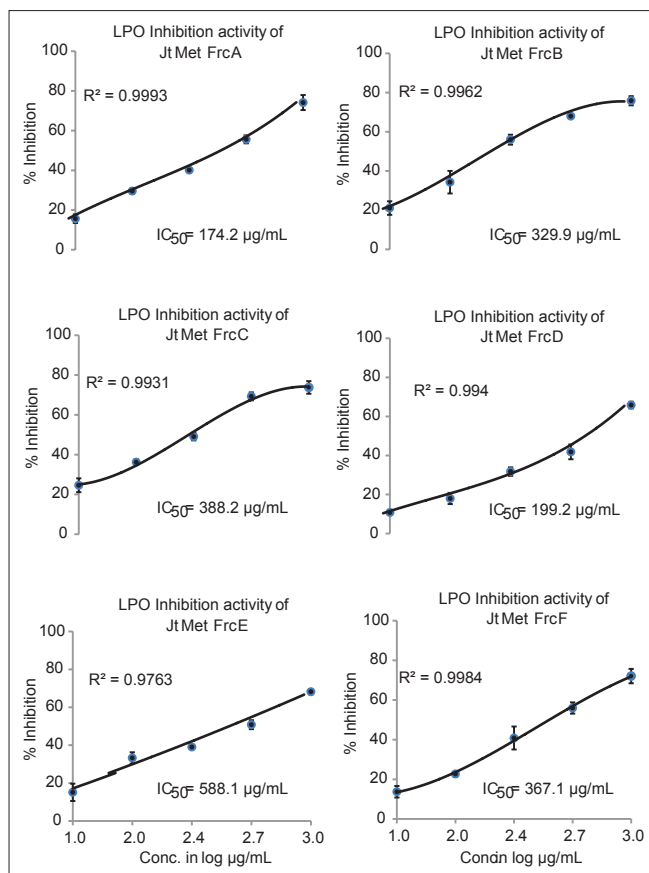 LPO Inhibition activity of
Jt Met FrcA
R² = 0.9993
% Inhibition
100
80
60
40
20
0
IC50= 174.2 µg/mL
LPO Inhibition activity of
Jt Met FrcB
R² = 0.9962
% Inhibition
100
80
60
40
20
0
IC50= 329.9 µg/mL
LPO Inhibition activity of
Jt Met FrcC
R² = 0.9931
% Inhibition
100
80
60
40
20
0
IC50= 388.2 µg/mL
LPO Inhibition activity of
Jt Met FrcD
R² = 0.994
% Inhibition
100
80
60
40
20
0
IC50= 199.2 µg/mL
LPO Inhibition activity of
Jt Met FrcE
R² = 0.9763
% Inhibition
100
80
60
40
20
0
IC50= 588.1 µg/mL
1.0 2.0 2.4 2.7 3.0
Conc. in log µg/mL
LPO Inhibition activity of
Jt Met FrcF
R² = 0.9984
% Inhibition
100
80
60
40
20
0
IC50= 367.1 µg/mL
1.0 2.0 2.4 2.7 3.0
Concin log µg/mL